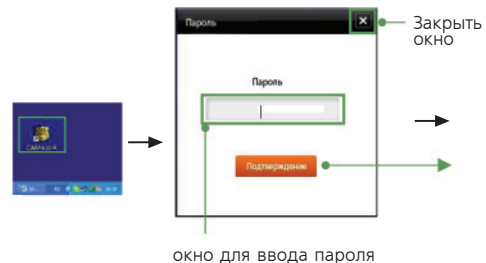 Пароль
Закрыть
окно
Пароль
Подтверждение
окно для ввода пароля